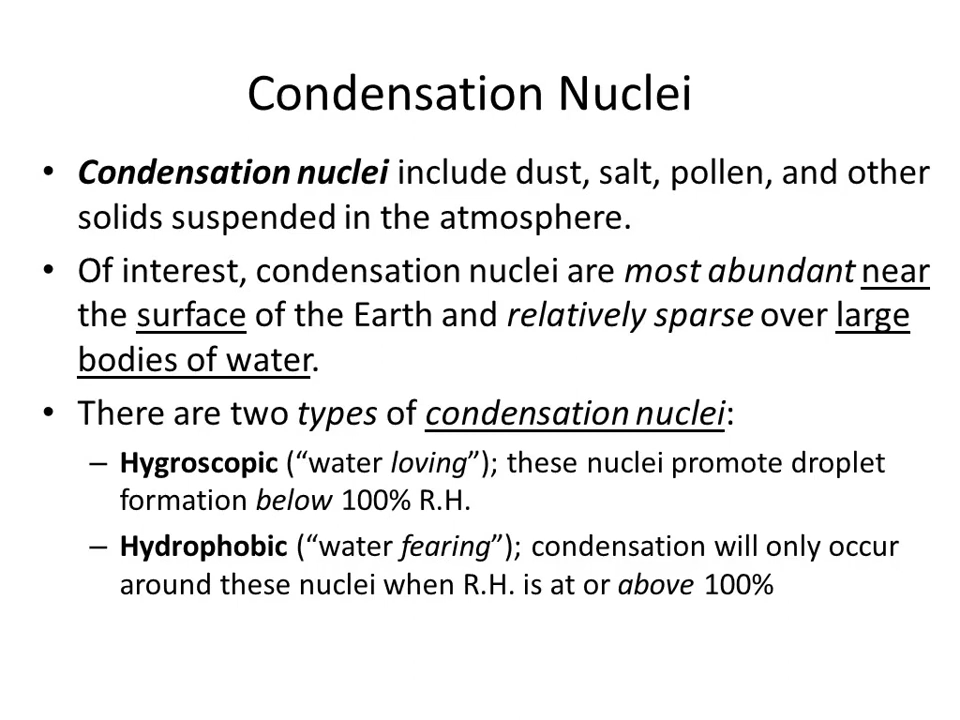 Condensation Nuclei
• Condensation nuclei include dust, salt, pollen, and other
solids suspended in the atmosphere.
• Of interest, condensation nuclei are most abundant near
the surface of the Earth and relatively sparse over large
bodies of water.
• There are two types of condensation nuclei:
– Hygroscopic (“water loving”); these nuclei promote droplet
formation below 100% R.H.
– Hydrophobic (“water fearing”); condensation will only occur
around these nuclei when R.H. is at or above 100%